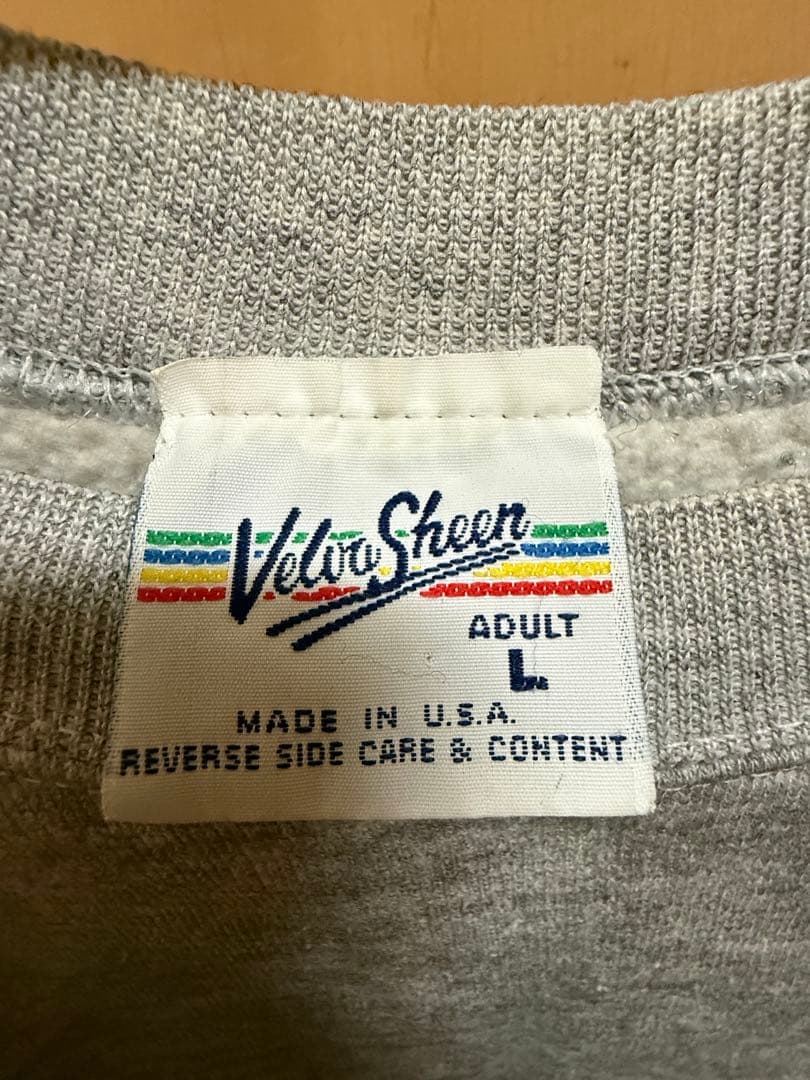 Velva Sheen
ADULT
L
MADE IN U.S.A.
REVERSE SIDE CARE & CONTENT